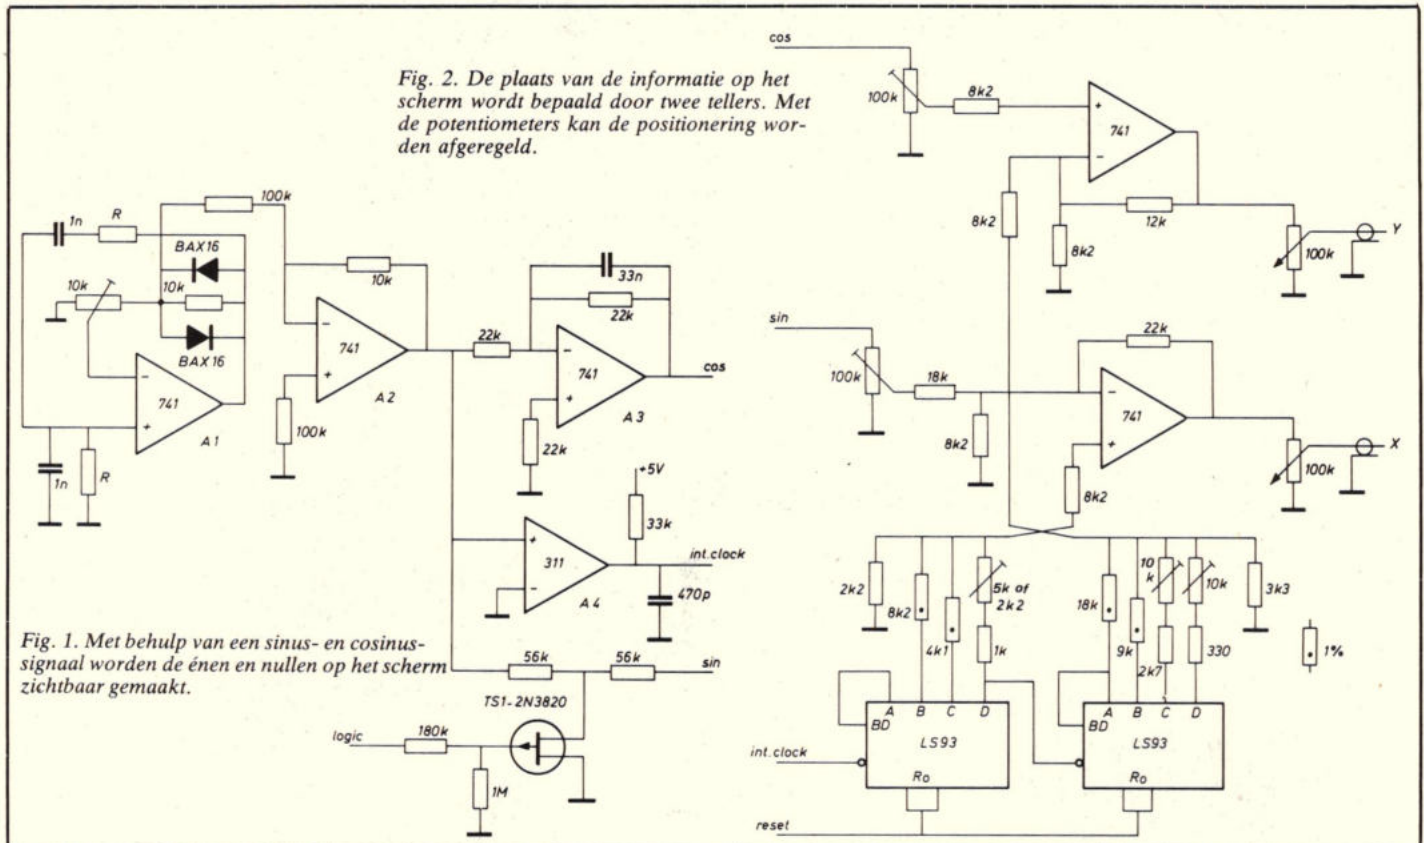 Fig. 2. De plaats van de informatie op het
scherm wordt bepaald door twee tellers. Met
de potentiometers kan de positionering wor-
den afgeregeld.
100k
1n
R
BAX16
10k
10k
BAX16
741
A1
1n
R
10k
741
A2
100k
33n
22k
22k
741
A3
22k
cos
+5V
33k
311
A4
int.clock
470p
Fig. 1. Met behulp van een sinus- en cosinus-
signaal worden de énen en nullen op het scherm
zichtbaar gemaakt.
56k
56k
sin
TS1-2N3820
logic
180k
1M
cos
100k
8k2
+
741
-
8k2
8k2
12k
100k
Y
sin
100k
18k
8k2
22k
-
741
+
8k2
100k
X
2k2
8k2
4k1
5k of
2k2
1k
18k
9k
10
k
2k7
10k
330
3k3
1%
A B C D
BD
LS93
Ro
A B C D
BD
LS93
Ro
int.clock
reset